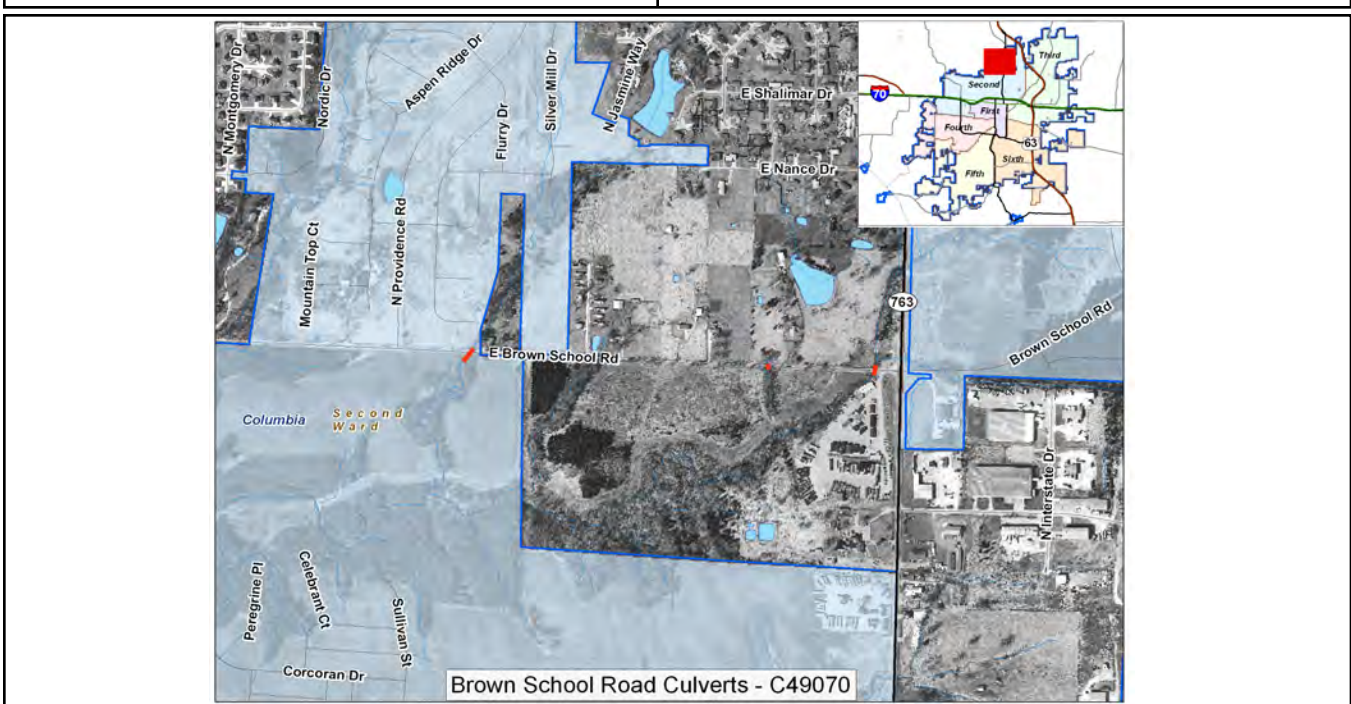 N Montgomery Dr
Nordic Dr
Aspen Ridge Dr
Silver Mill Dr
Flurry Dr
N Jasmine Way
E Shalimar Dr
E Nance Dr
Mountain Top Ct
N Providence Rd
E Brown School Rd
763
Brown School Rd
Columbia
Second
Ward
N Interstate Dr
Peregrine Pl
Celebrant Ct
Sullivan St
Corcoran Dr
70
Third
Second
First
Fourth
63
Sixth
Fifth
Brown School Road Culverts - C49070